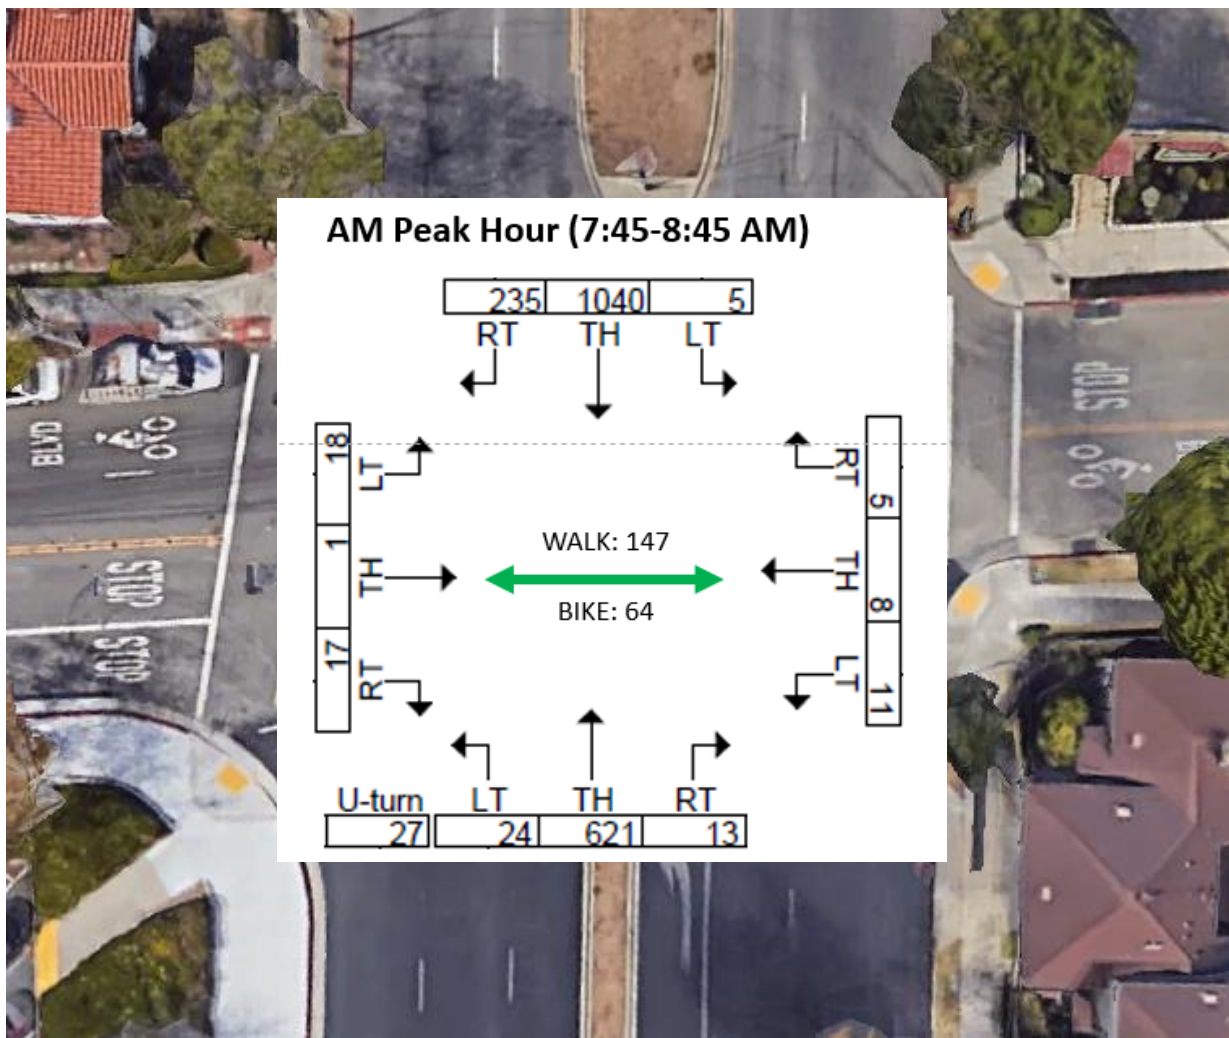 AM Peak Hour (7:45-8:45 AM)
235 1040 5
RT TH LT
18 LT
1 TH
17 RT
WALK: 147
BIKE: 64
RT 5
TH 8
LT 11
U-turn LT TH RT
27 24 621 13
BLVD
STOP
STOP
STOP